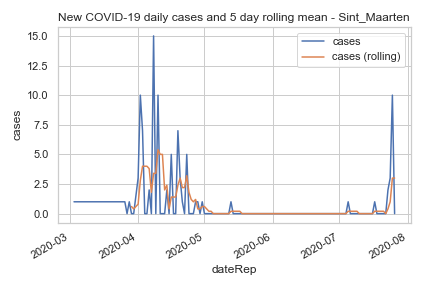 New COVID-19 daily cases and 5 day rolling mean - Sint_Maarten
cases
cases (rolling)
15.0
12.5
10.0
7.5
5.0
2.5
0.0
cases
2020-03
2020-04
2020-05
2020-06
2020-07
2020-08
dateRep